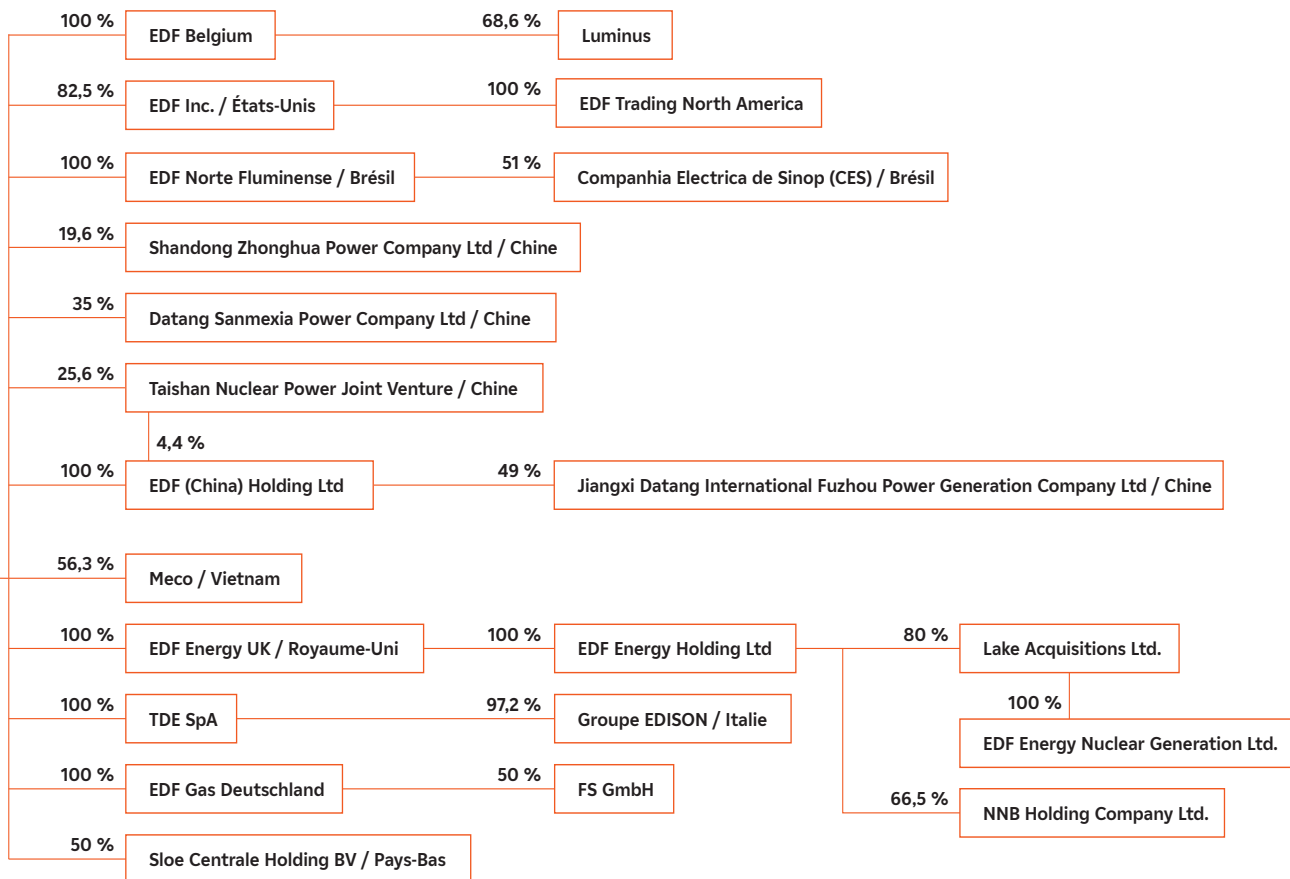 100 %
EDF Belgium
68,6 %
Luminus
82,5 %
EDF Inc. / États-Unis
100 %
EDF Trading North America
100 %
EDF Norte Fluminense / Brésil
51 %
Companhia Electrica de Sinop (CES) / Brésil
19,6 %
Shandong Zhonghua Power Company Ltd / Chine
35 %
Datang Sanmexia Power Company Ltd / Chine
25,6 %
Taishan Nuclear Power Joint Venture / Chine
4,4 %
100 %
EDF (China) Holding Ltd
49 %
Jiangxi Datang International Fuzhou Power Generation Company Ltd / Chine
56,3 %
Meco / Vietnam
100 %
EDF Energy UK / Royaume-Uni
100 %
EDF Energy Holding Ltd
80 %
Lake Acquisitions Ltd.
100 %
EDF Energy Nuclear Generation Ltd.
100 %
TDE SpA
97,2 %
Groupe EDISON / Italie
100 %
EDF Gas Deutschland
50 %
FS GmbH
66,5 %
NNB Holding Company Ltd.
50 %
Sloe Centrale Holding BV / Pays-Bas